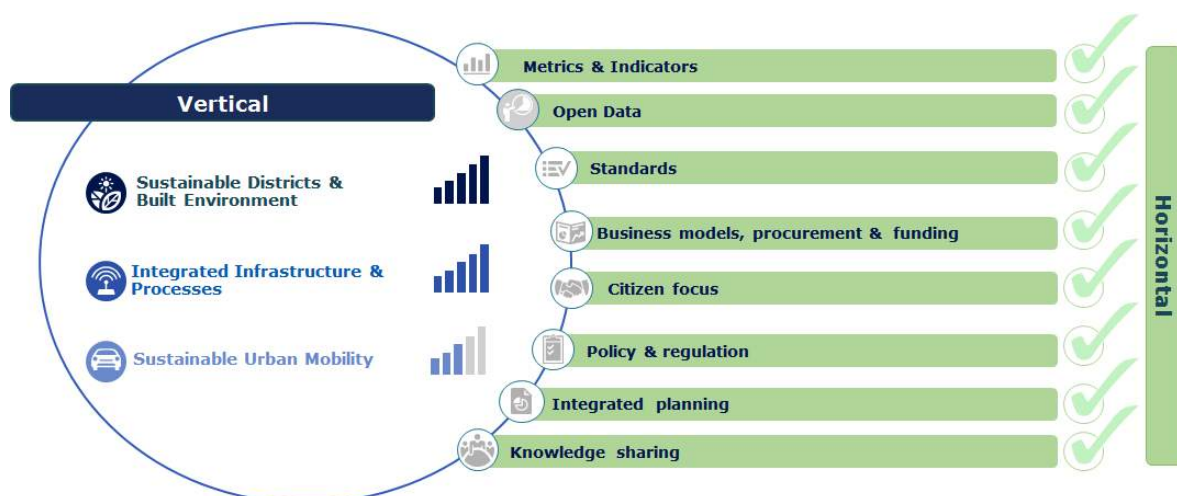 Vertical
Sustainable Districts &
Built Environment
Integrated Infrastructure &
Processes
Sustainable Urban Mobility
Metrics & Indicators
Open Data
Standards
Business models, procurement & funding
Citizen focus
Policy & regulation
Integrated planning
Knowledge sharing
Horizontal